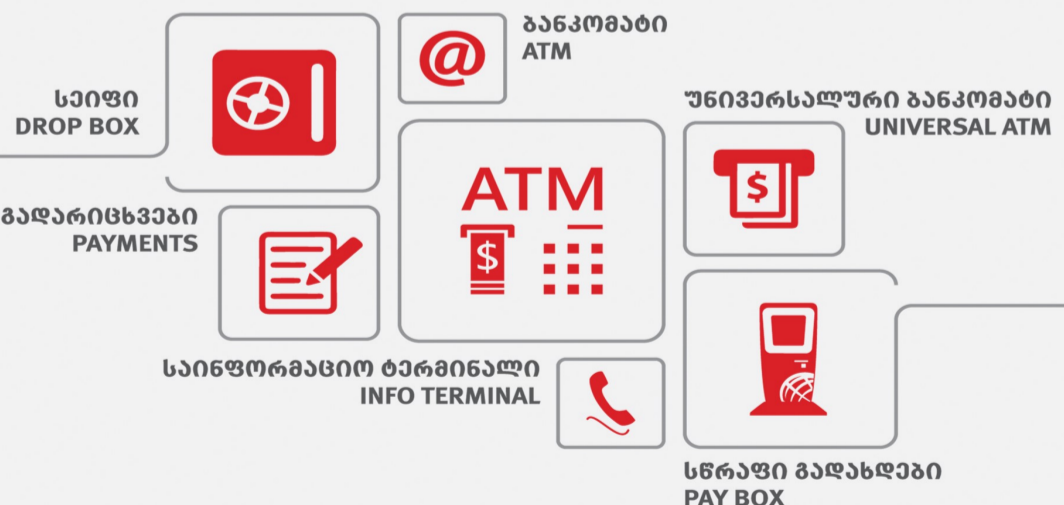 ბანკომატი
ATM
სეიფი
DROP BOX
უნივერსალური ბანკომატი
UNIVERSAL ATM
@
$
ATM
$
გადარიცხვები
PAYMENTS
საინფორმაციო ტერმინალი
INFO TERMINAL
სწრაფი გადახდები
PAY BOX